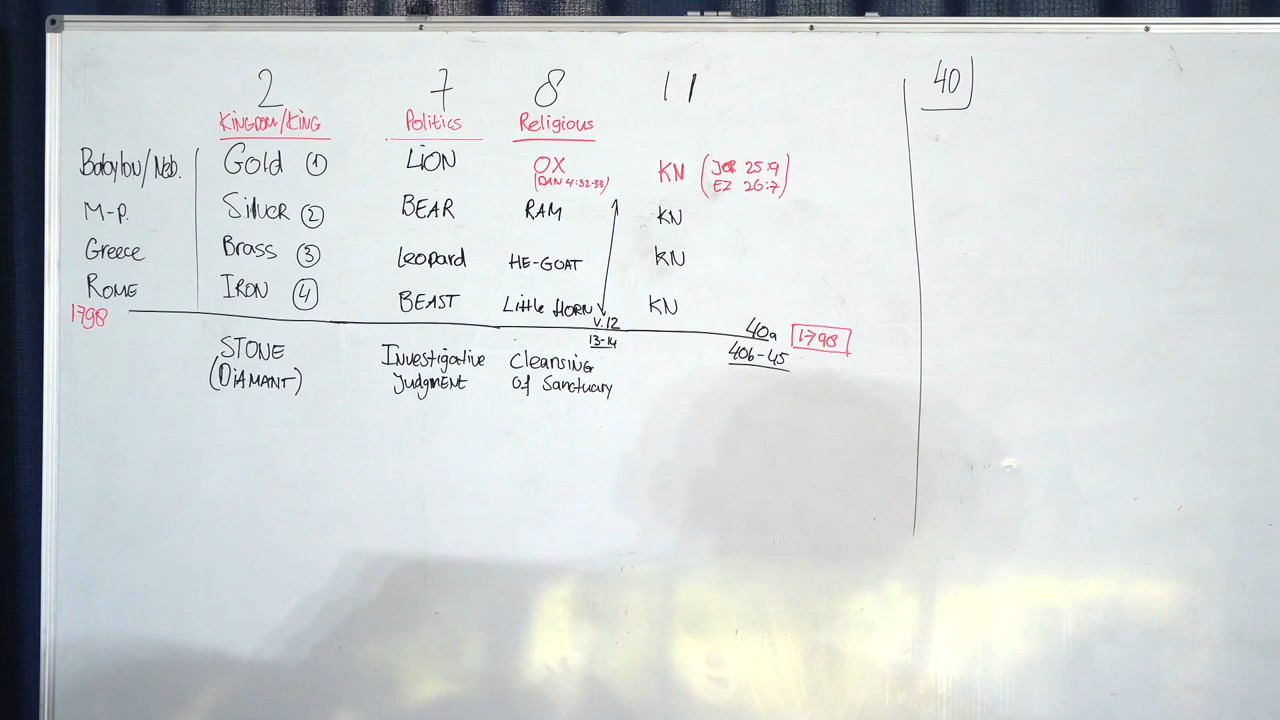 2 7 8 11 40
Kingdom/King Politics Religious
Babylon/Neb. Gold ① Lion OX KN (JER 25:9
(DAN 4:32-33) EZ 26:7)
M-P. Silver ② BEAR RAM KN
Greece Brass ③ Leopard HE-GOAT KN
ROME IRON ④ BEAST Little HORN KN
1798 V.12 40a 1798
13-14 40b-45
STONE Investigative Cleansing
(DiAMANT) Judgment Of Sanctuary